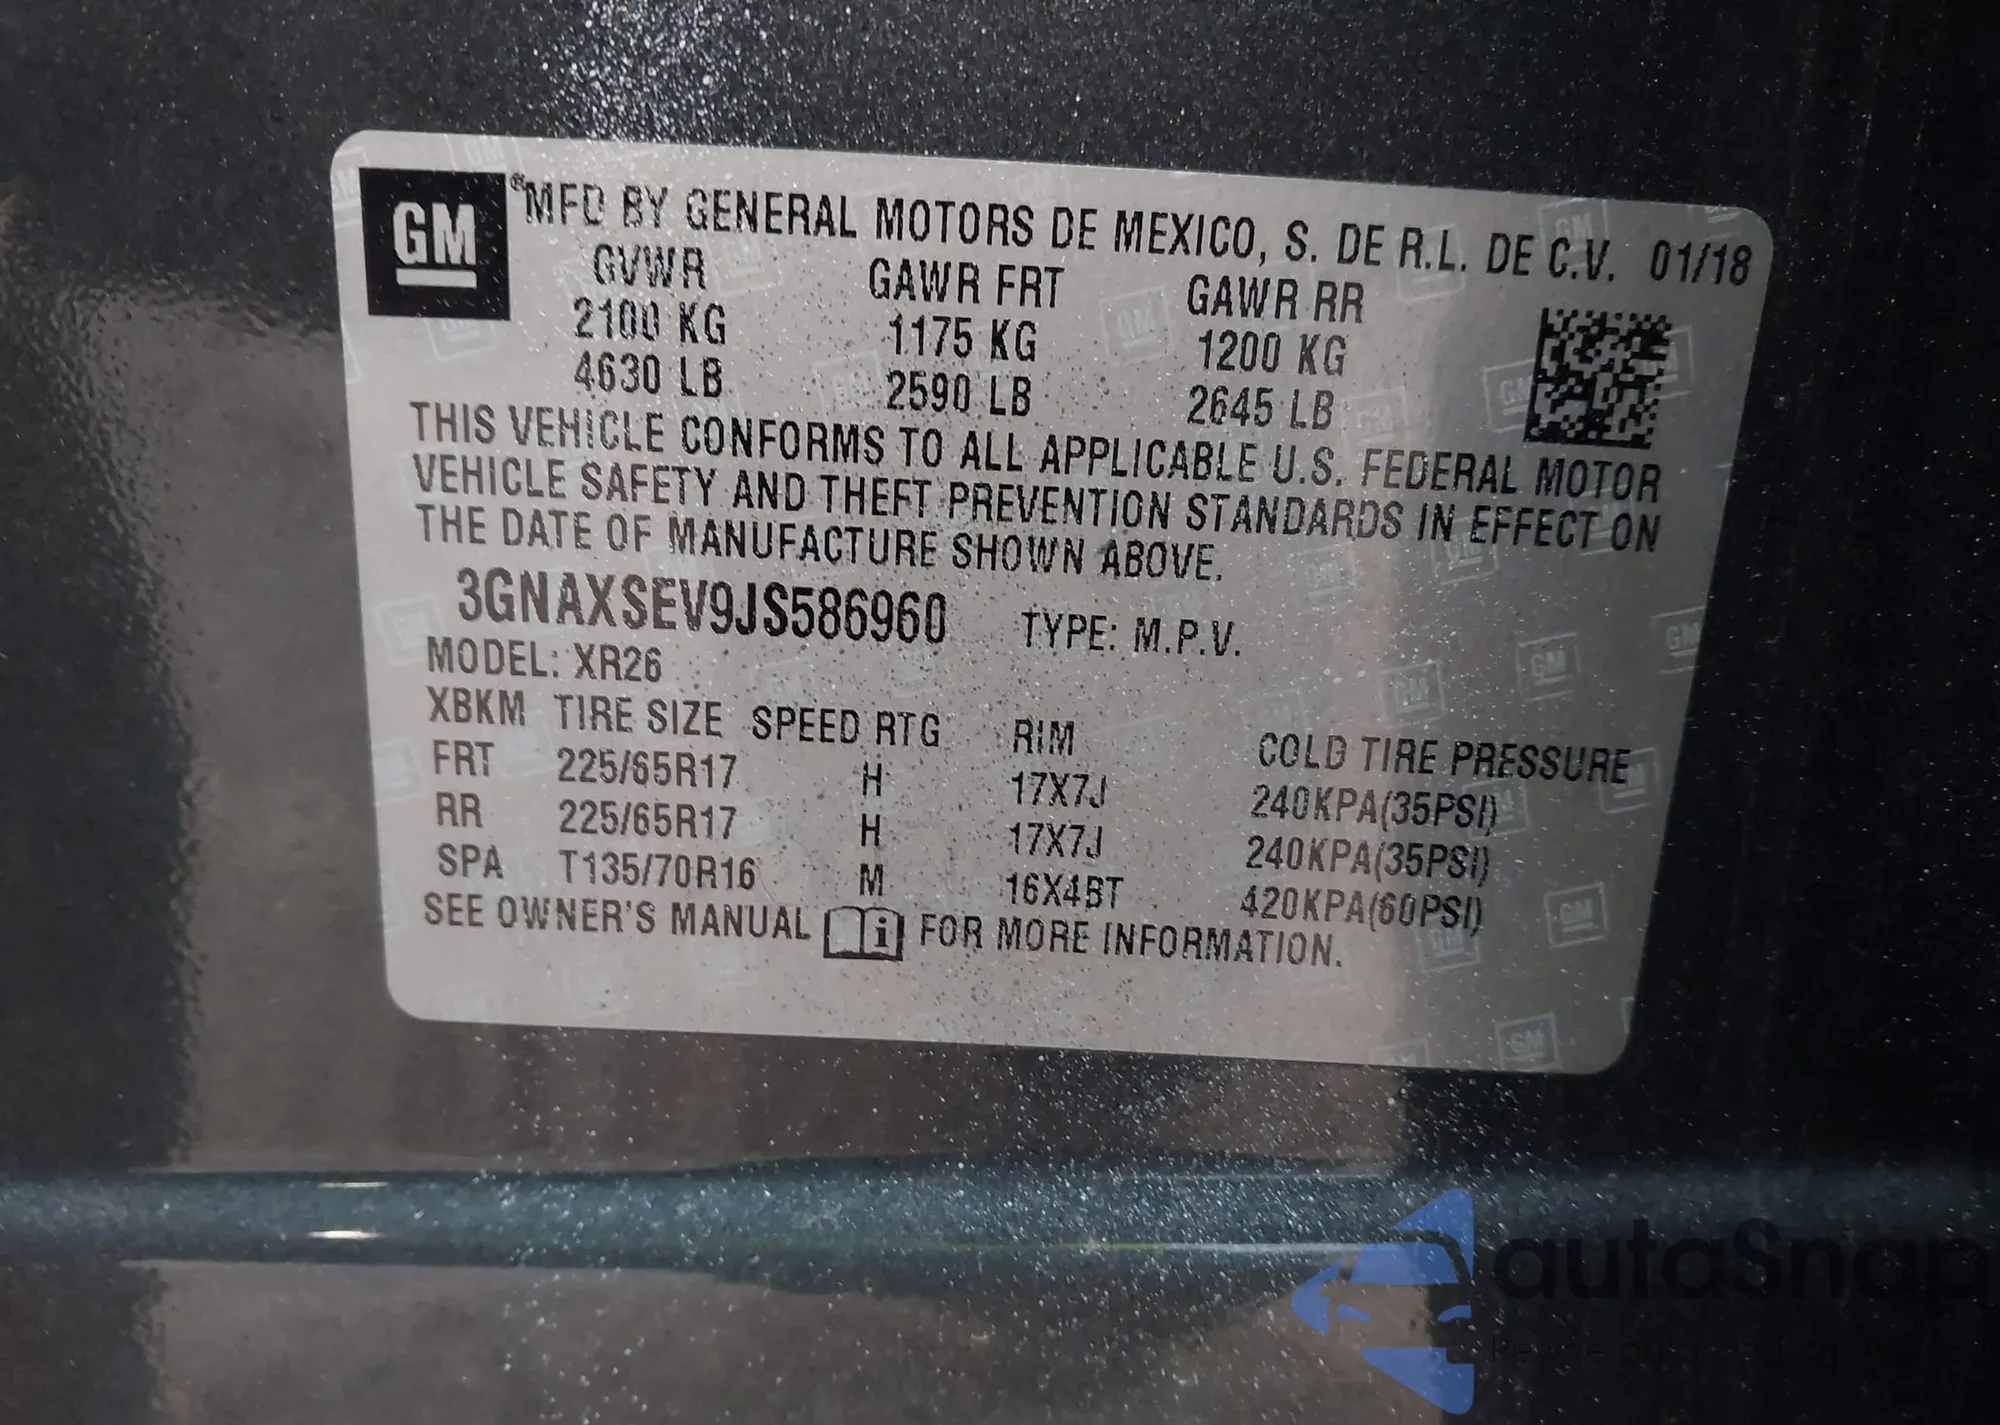 GM
®MFD BY GENERAL MOTORS DE MEXICO, S. DE R.L. DE C.V. 01/18
GVWR GAWR FRT GAWR RR
2100 KG 1175 KG 1200 KG
4630 LB 2590 LB 2645 LB
THIS VEHICLE CONFORMS TO ALL APPLICABLE U.S. FEDERAL MOTOR
VEHICLE SAFETY AND THEFT PREVENTION STANDARDS IN EFFECT ON
THE DATE OF MANUFACTURE SHOWN ABOVE.
3GNAXSEV9JS586960 TYPE: M.P.V.
MODEL: XR26
XBKM TIRE SIZE SPEED RTG RIM COLD TIRE PRESSURE
FRT 225/65R17 H 17X7J 240KPA(35PSI)
RR 225/65R17 H 17X7J 240KPA(35PSI)
SPA T135/70R16 M 16X4BT 420KPA(60PSI)
SEE OWNER'S MANUAL i FOR MORE INFORMATION.
autaSnap